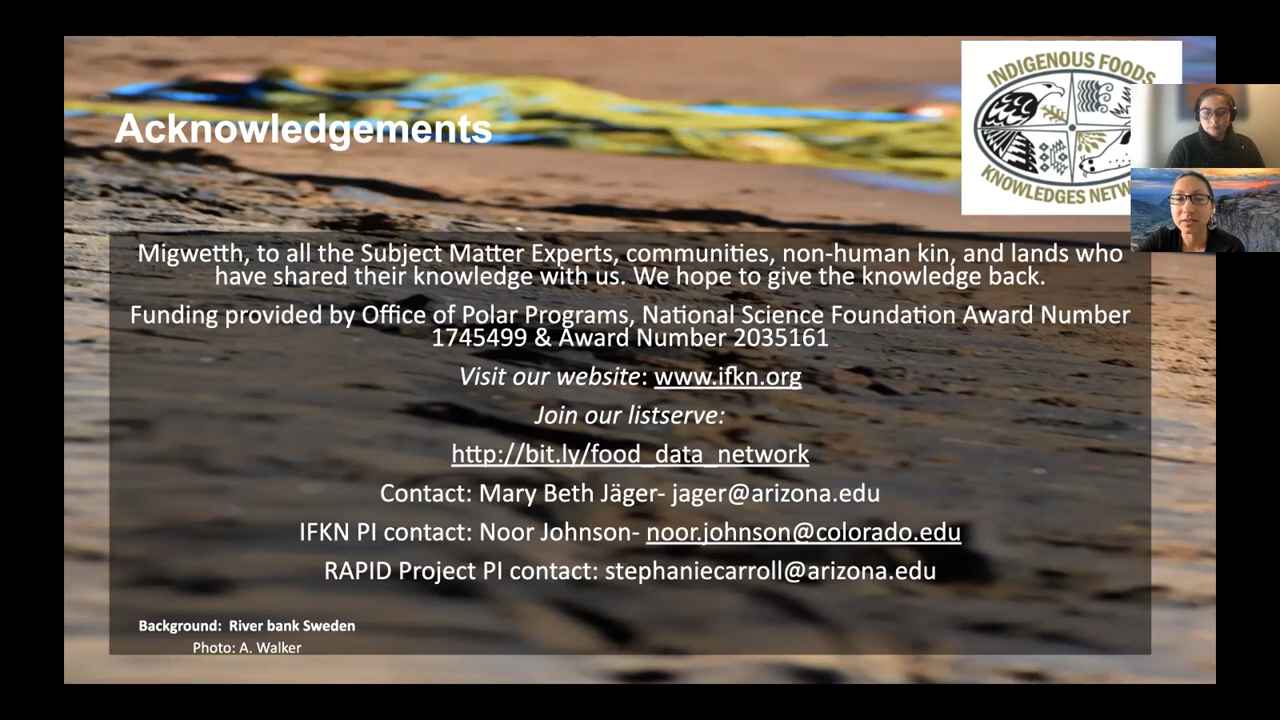 INDIGENOUS FOODS
KNOWLEDGES NETW
Acknowledgements
Migwetth, to all the Subject Matter Experts, communities, non-human kin, and lands who
have shared their knowledge with us. We hope to give the knowledge back.
Funding provided by Office of Polar Programs, National Science Foundation Award Number
1745499 & Award Number 2035161
Visit our website: www.ifkn.org
Join our listserve:
http://bit.ly/food_data_network
Contact: Mary Beth Jäger- jager@arizona.edu
IFKN PI contact: Noor Johnson- noor.johnson@colorado.edu
RAPID Project PI contact: stephaniecarroll@arizona.edu
Background: River bank Sweden
Photo: A. Walker